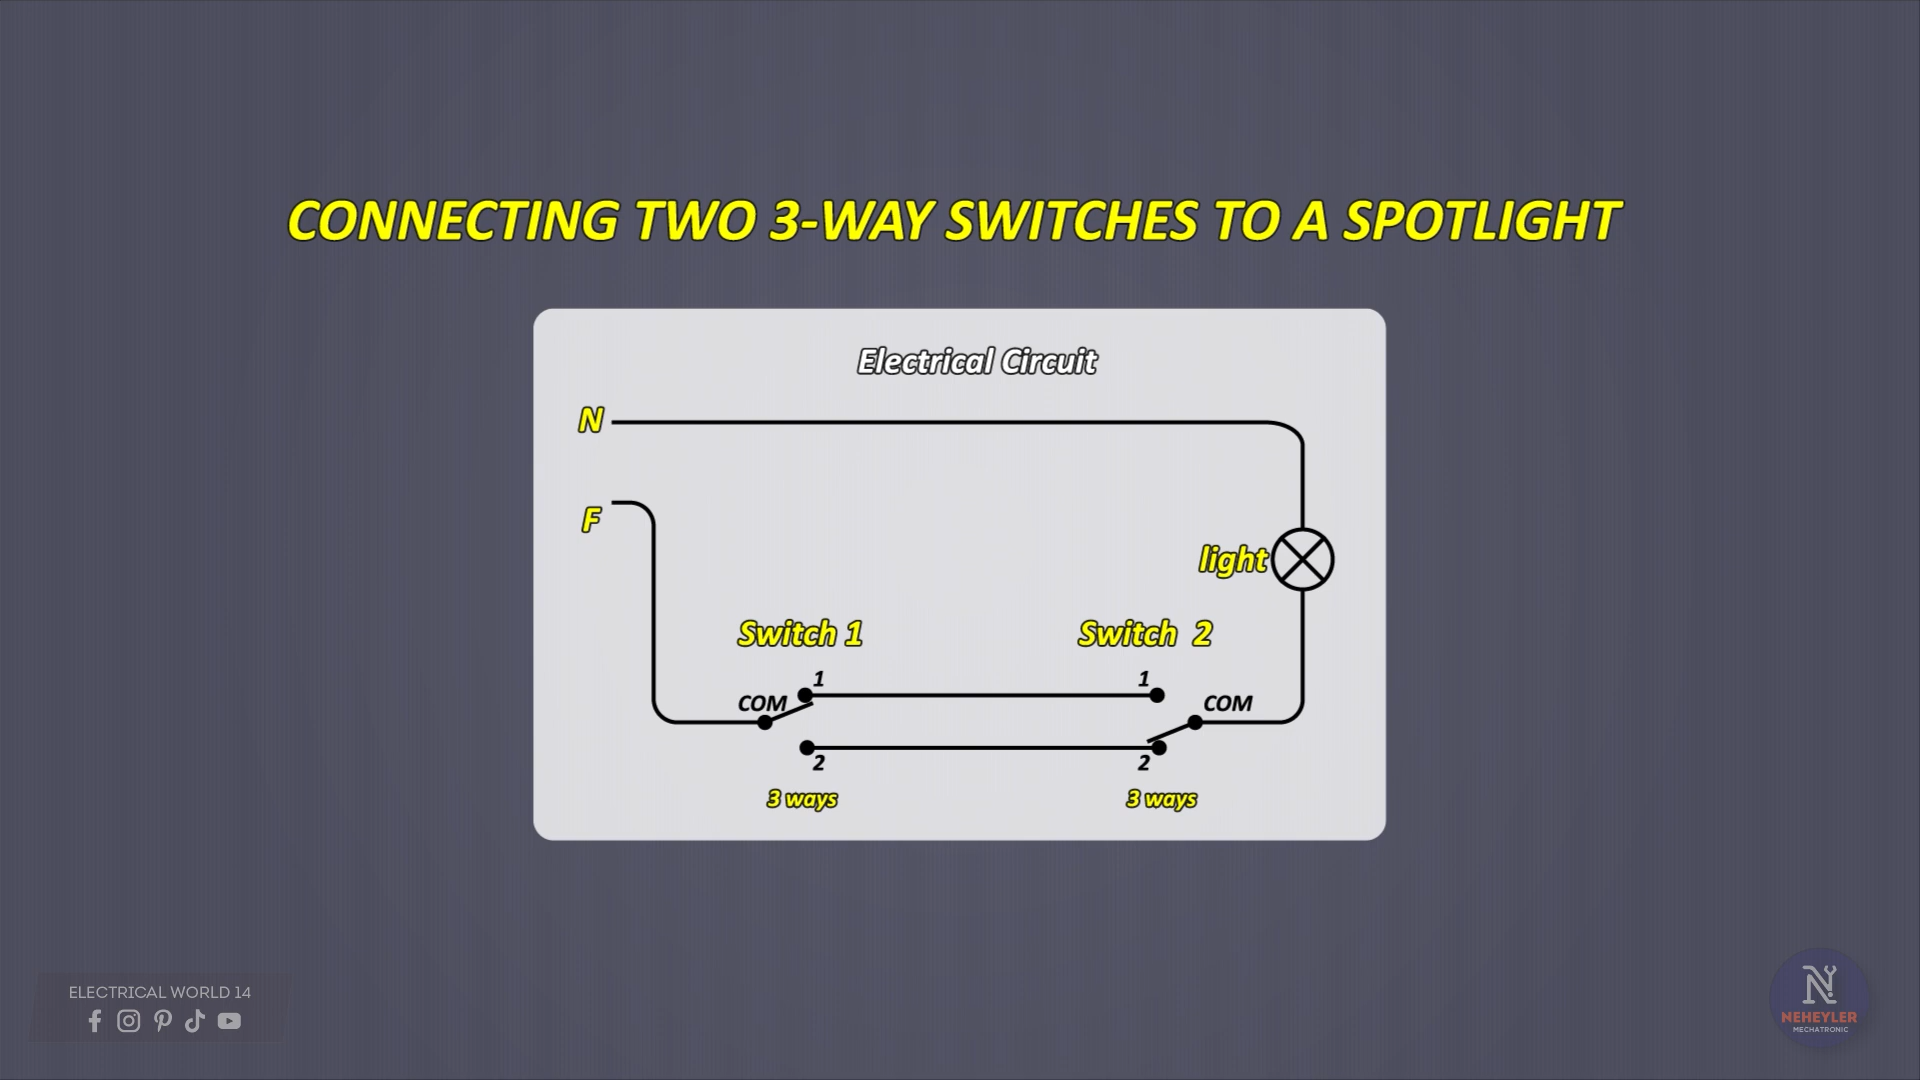 CONNECTING TWO 3-WAY SWITCHES TO A SPOTLIGHT
Electrical Circuit
N
F
light
Switch 1
Switch 2
1
1
COM
COM
2
2
3 ways
3 ways
ELECTRICAL WORLD 14
N
NEHEYLER
MECHATRONIC